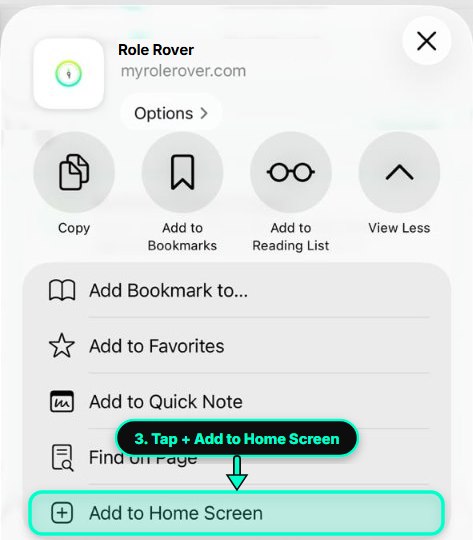 Role Rover
myrolerover.com
Options
Copy
Add to
Bookmarks
Add to
Reading List
View Less
Add Bookmark to...
Add to Favorites
Add to Quick Note
3. Tap + Add to Home Screen
Find on Page
Add to Home Screen